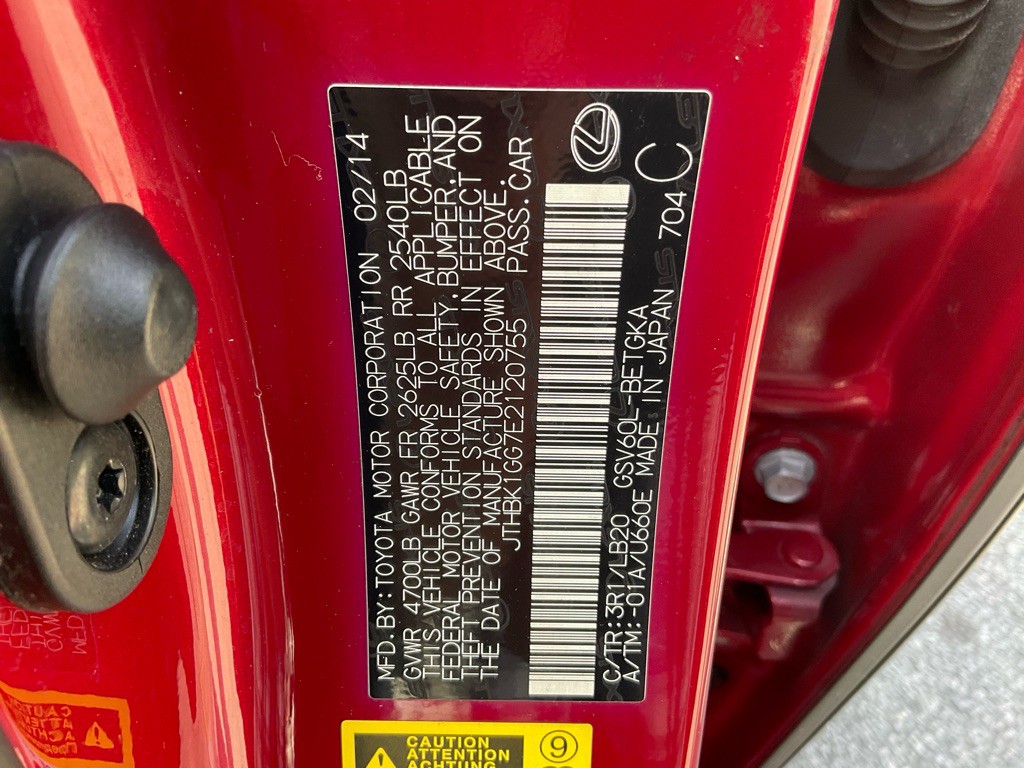 MFD.BY:TOYOTA MOTOR CORPORATION 02/14
GVWR 4700LB GAWR FR 2625LB RR 2540LB
THIS VEHICLE CONFORMS TO ALL APPLICABLE
FEDERAL MOTOR VEHICLE SAFETY,BUMPER,AND
THEFT PREVENTION STANDARDS IN EFFECT ON
THE DATE OF MANUFACTURE SHOWN ABOVE.
JTHBK1GG7E2120755 PASS.CAR
C/TR:3R1/LB20 GSV60L-BETGKA
A/TM:-01A/U660E MADE IN JAPAN 704
C
CAUTION
ATTENTION
ACHTUNG
9